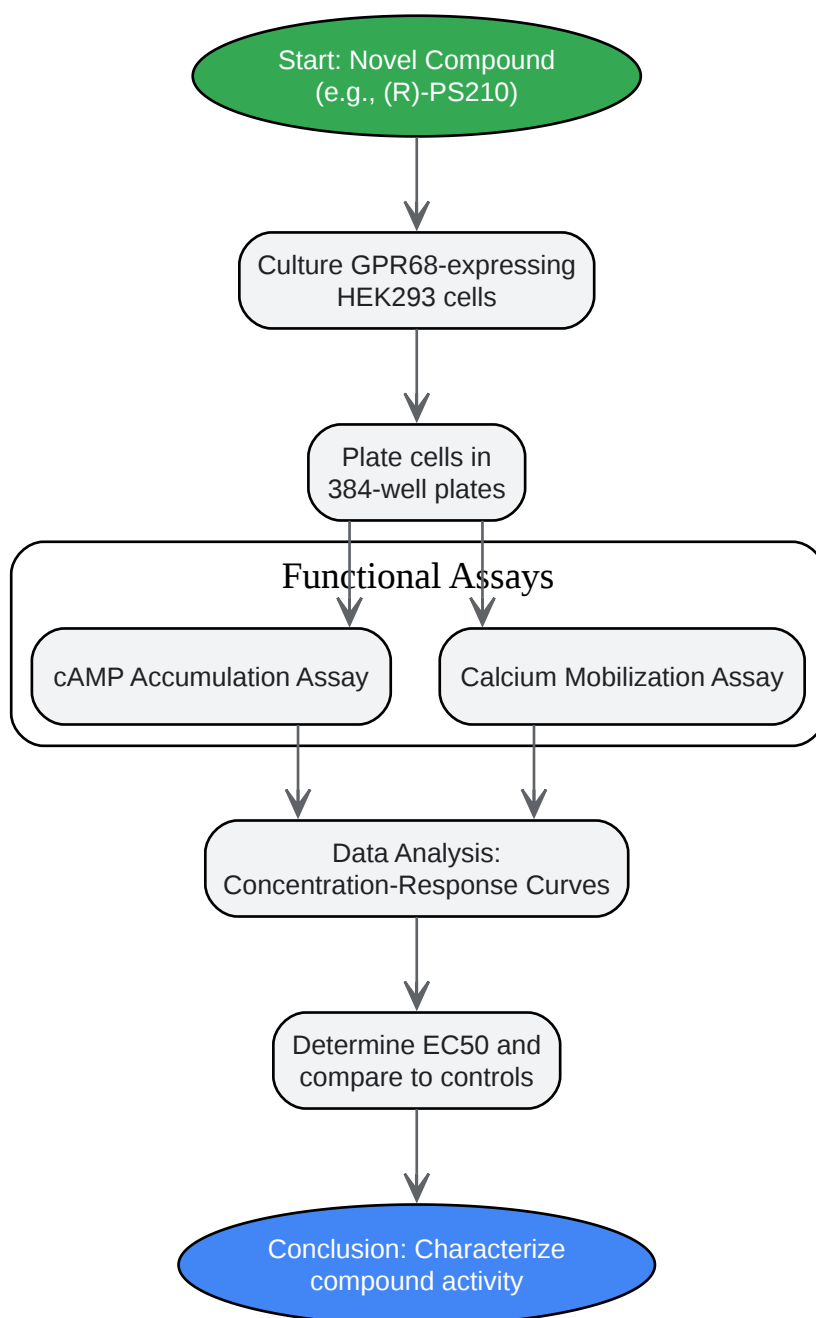 Start: Novel Compound
(e.g., (R)-PS210)
Culture GPR68-expressing
HEK293 cells
Plate cells in
384-well plates
Functional Assays
cAMP Accumulation Assay
Calcium Mobilization Assay
Data Analysis:
Concentration-Response Curves
Determine EC50 and
compare to controls
Conclusion: Characterize
compound activity